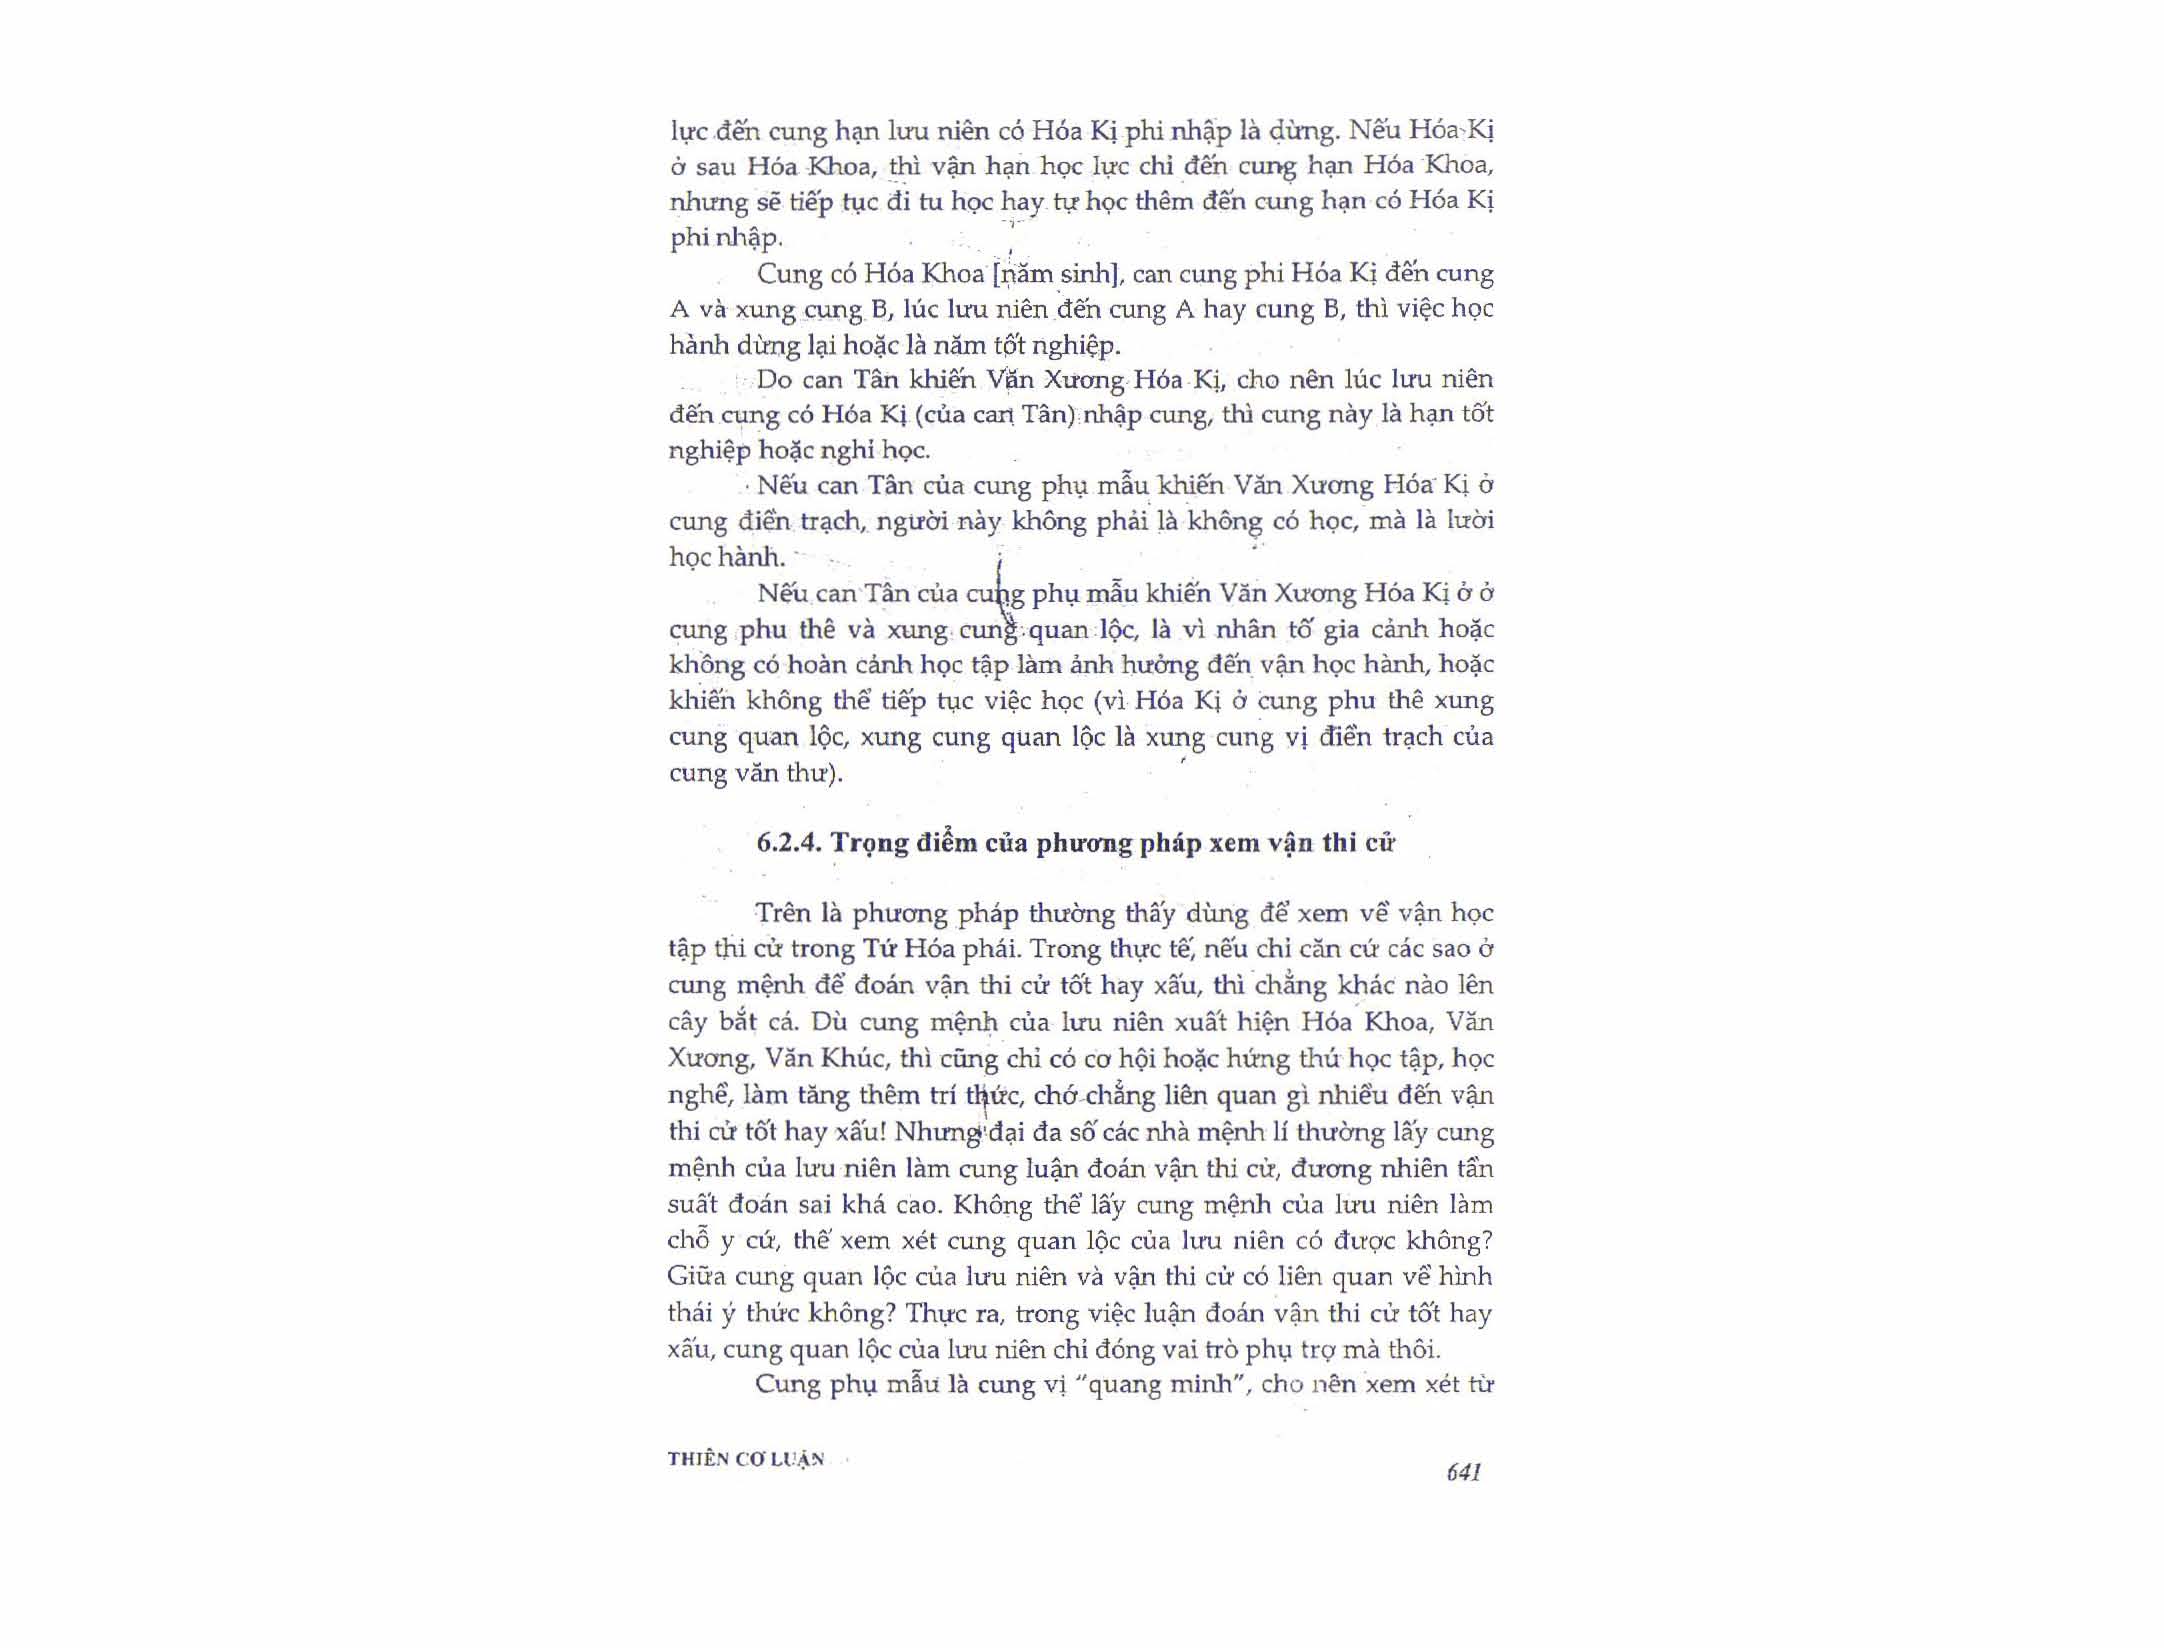 lực đến cung hạn lưu niên có Hóa Kị phi nhập là dừng. Nếu Hóa Kị
ở sau Hóa Khoa, thì vận hạn học lực chỉ đến cung hạn Hóa Khoa,
nhưng sẽ tiếp tục đi tu học hay tự học thêm đến cung hạn có Hóa Kị
phi nhập.
Cung có Hóa Khoa [năm sinh], can cung phi Hóa Kị đến cung
A và xung cung B, lúc lưu niên đến cung A hay cung B, thì việc học
hành dừng lại hoặc là năm tốt nghiệp.
Do can Tân khiến Văn Xương Hóa Kị, cho nên lúc lưu niên
đến cung có Hóa Kị (của can Tân) nhập cung, thì cung này là hạn tốt
nghiệp hoặc nghỉ học.
Nếu can Tân của cung phụ mẫu khiến Văn Xương Hóa Kị ở
cung điền trạch, người này không phải là không có học, mà là lười
học hành.
Nếu can Tân của cung phụ mẫu khiến Văn Xương Hóa Kị ở ở
cung phu thê và xung cung quan lộc, là vì nhân tố gia cảnh hoặc
không có hoàn cảnh học tập làm ảnh hưởng đến vận học hành, hoặc
khiến không thể tiếp tục việc học (vì Hóa Kị ở cung phu thê xung
cung quan lộc, xung cung quan lộc là xung cung vị điền trạch của
cung văn thư).
6.2.4. Trọng điểm của phương pháp xem vận thi cử
Trên là phương pháp thường thấy dùng để xem về vận học
tập thi cử trong Tứ Hóa phái. Trong thực tế, nếu chỉ căn cứ các sao ở
cung mệnh để đoán vận thi cử tốt hay xấu, thì chẳng khác nào lên
cây bắt cá. Dù cung mệnh của lưu niên xuất hiện Hóa Khoa, Văn
Xương, Văn Khúc, thì cũng chỉ có cơ hội hoặc hứng thú học tập, học
nghề, làm tăng thêm trí thức, chớ chẳng liên quan gì nhiều đến vận
thi cử tốt hay xấu! Nhưng đại đa số các nhà mệnh lí thường lấy cung
mệnh của lưu niên làm cung luận đoán vận thi cử, đương nhiên tần
suất đoán sai khá cao. Không thể lấy cung mệnh của lưu niên làm
chỗ y cứ, thế xem xét cung quan lộc của lưu niên có được không?
Giữa cung quan lộc của lưu niên và vận thi cử có liên quan về hình
thái ý thức không? Thực ra, trong việc luận đoán vận thi cử tốt hay
xấu, cung quan lộc của lưu niên chỉ đóng vai trò phụ trợ mà thôi.
Cung phụ mẫu là cung vị "quang minh", cho nên xem xét từ
THIÊN CƠ LUẬN
641